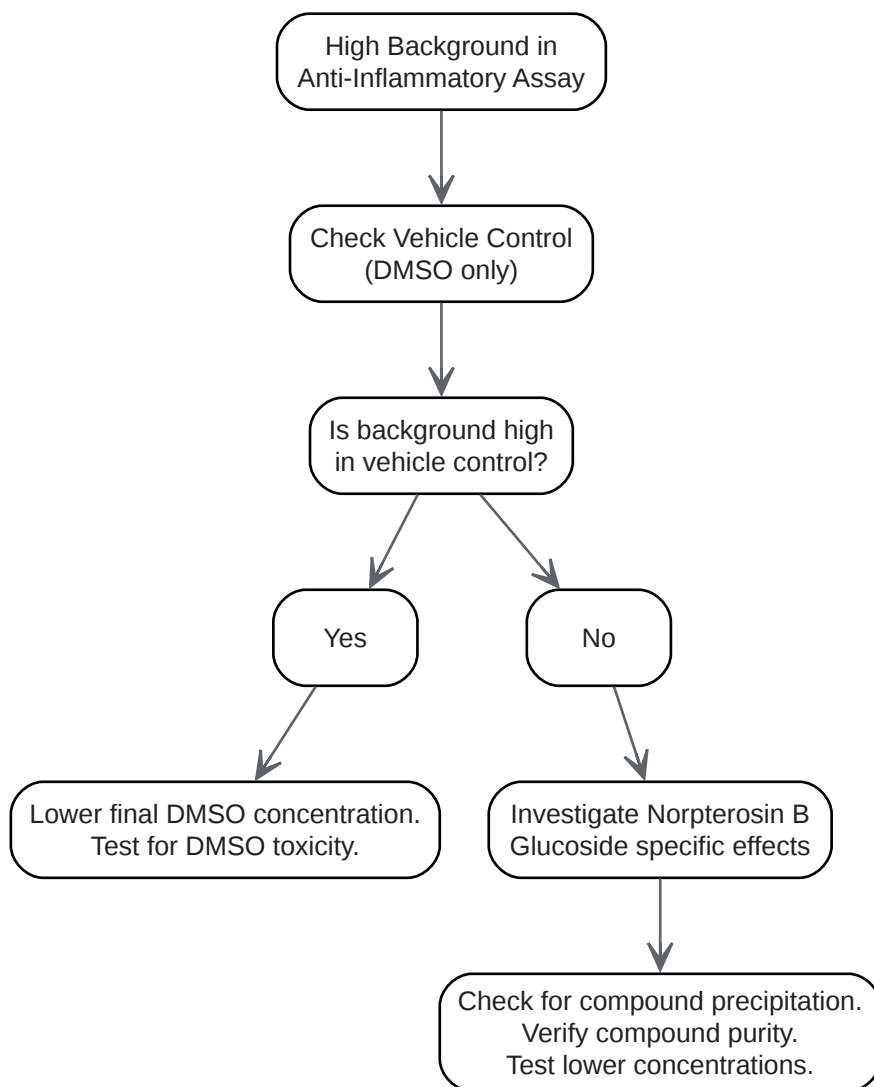 High Background in
Anti-Inflammatory Assay
Check Vehicle Control
(DMSO only)
Is background high
in vehicle control?
Yes
No
Lower final DMSO concentration.
Test for DMSO toxicity.
Investigate Norpterosin B
Glucoside specific effects
Check for compound precipitation.
Verify compound purity.
Test lower concentrations.